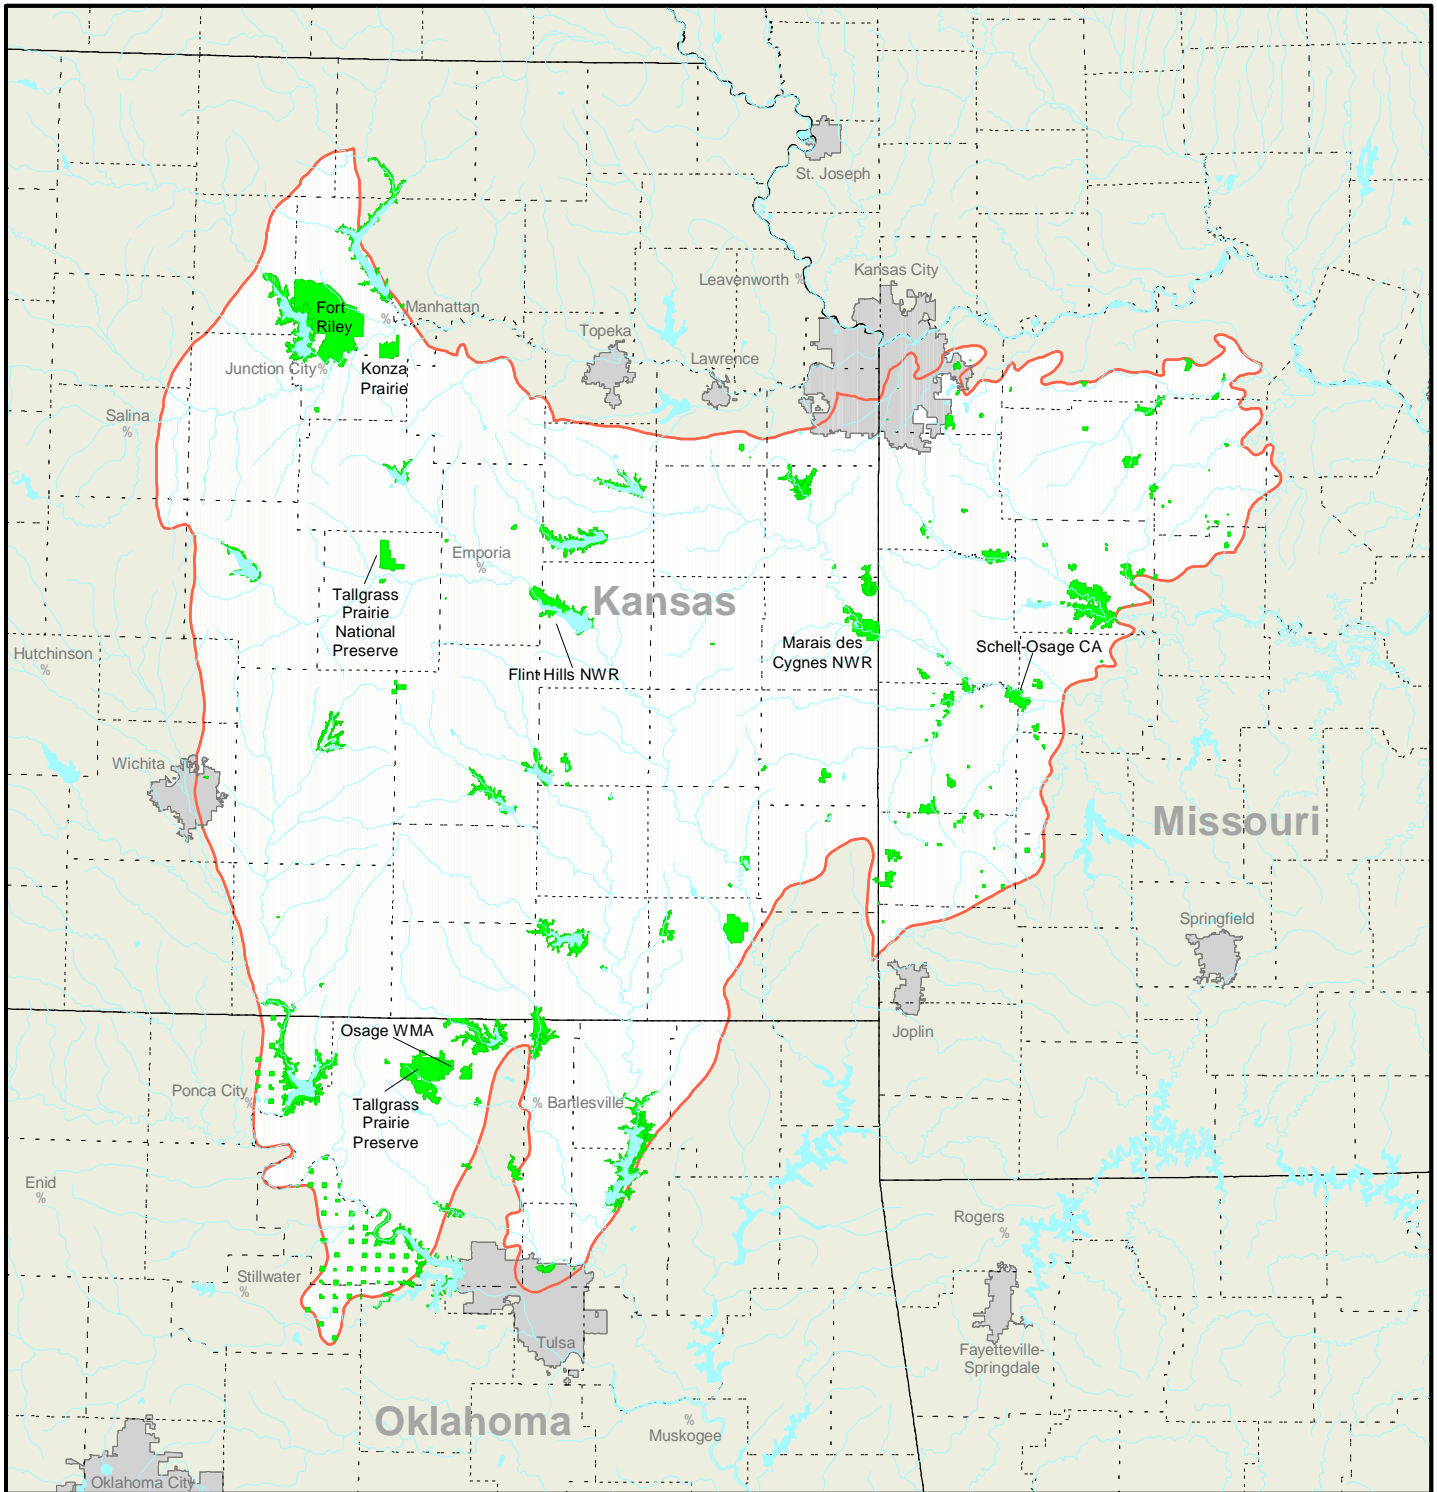 St. Joseph
Leavenworth %
Kansas City
Fort
Riley
Manhattan
%
Topeka
Lawrence
Junction City%
Konza
Prairie
Salina
%
Emporia
%
Tallgrass
Prairie
National
Preserve
Kansas
Flint Hills NWR
Marais des
Cygnes NWR
Schell-Osage CA
Hutchinson
%
Wichita
Missouri
Springfield
Joplin
Osage WMA
Ponca City
%
Tallgrass
Prairie
Preserve
% Bartlesville
Enid
%
Rogers
%
Stillwater
%
Tulsa
Fayetteville-
Springdale
Oklahoma
%
Muskogee
Oklahoma City